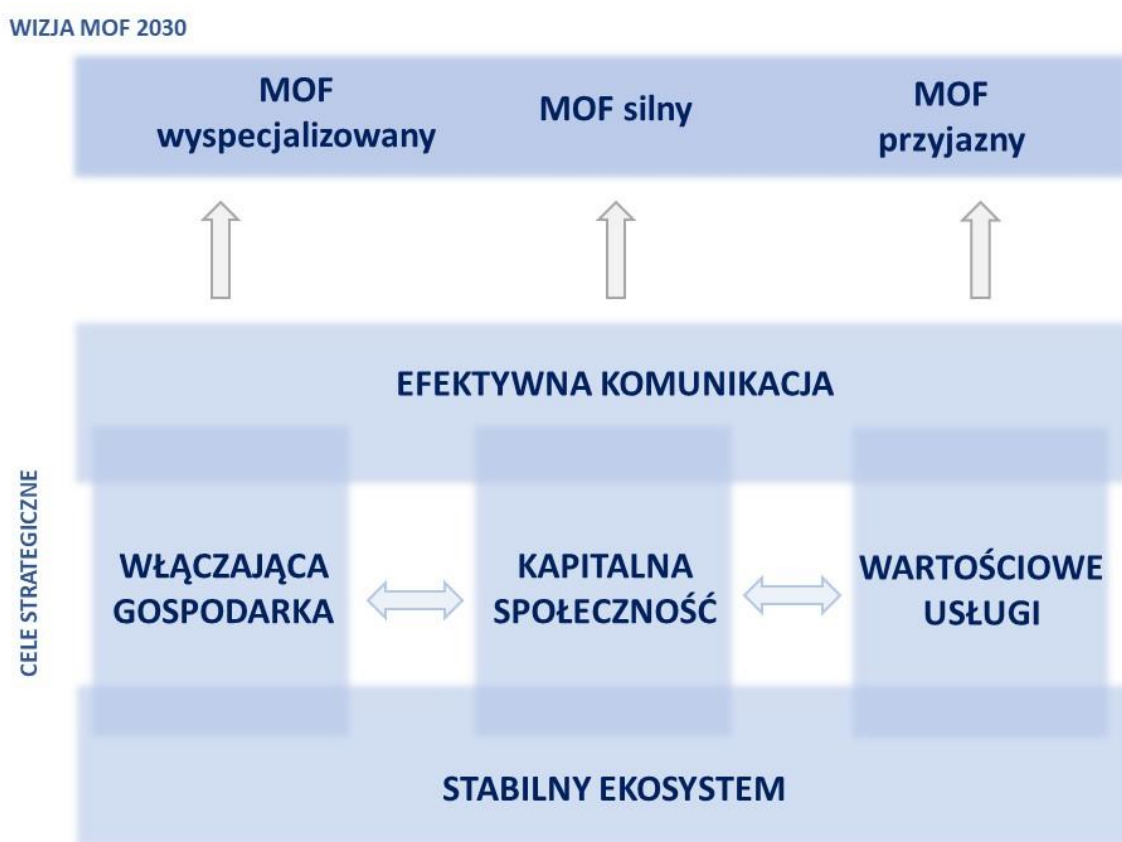 WIZJA MOF 2030
MOF
wyspecjalizowany
MOF silny
MOF
przyjazny
EFEKTYWNA KOMUNIKACJA
CELE STRATEGICZNE
WŁĄCZAJĄCA
GOSPODARKA
KAPITALNA
SPOŁECZNOŚĆ
WARTOŚCIOWE
USŁUGI
STABILNY EKOSYSTEM